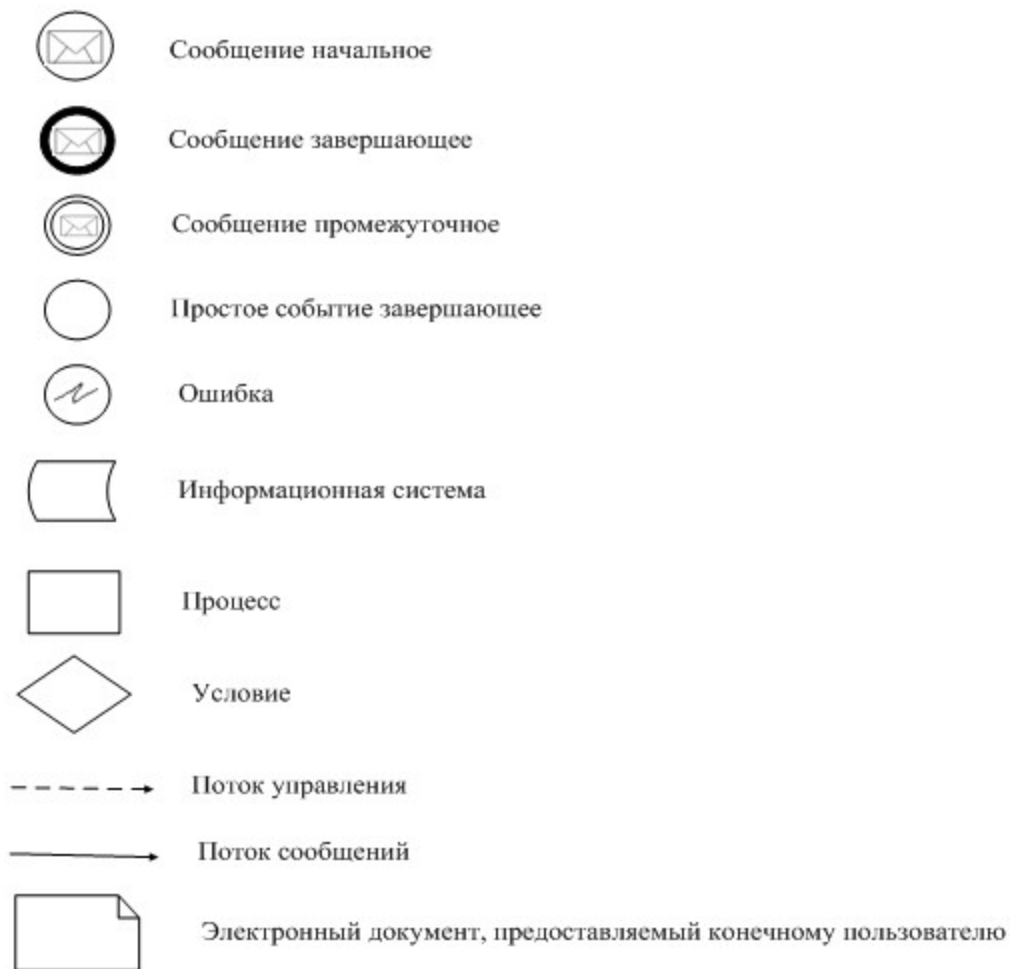 Сообщение начальное
Сообщение завершающее
Сообщение промежуточное
Простое событие завершающее
Ошибка
Информационная система
Процесс
Условие
Поток управления
Поток сообщений
Электронный документ, предоставляемый конечному пользователю